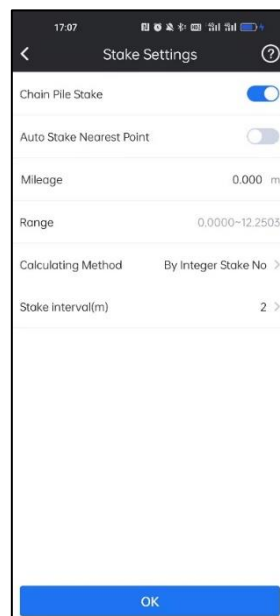 17:07
Stake Settings
Chain Pile Stake
Auto Stake Nearest Point
Mileage 0.000 m
Range 0.0000~12.2503
Calculating Method By Integer Stake No
Stake interval(m) 2
OK